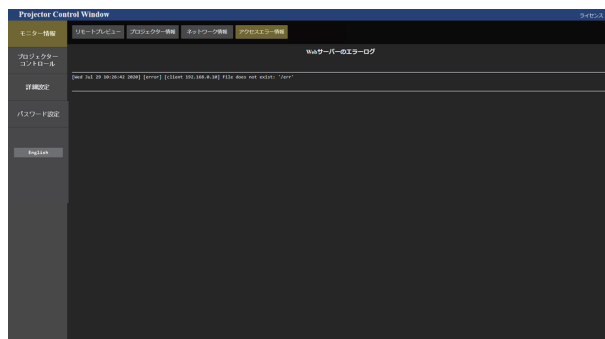 Projector Control Window
ライセンス
モニター情報
リモートプレビュー
プロジェクター情報
ネットワーク情報
アクセスエラー情報
プロジェクター
コントロール
詳細設定
パスワード設定
English
Webサーバーのエラーログ
[Wed Jul 29 10:26:42 2020] [error] [client 192.168.0.10] File does not exist: '/err'